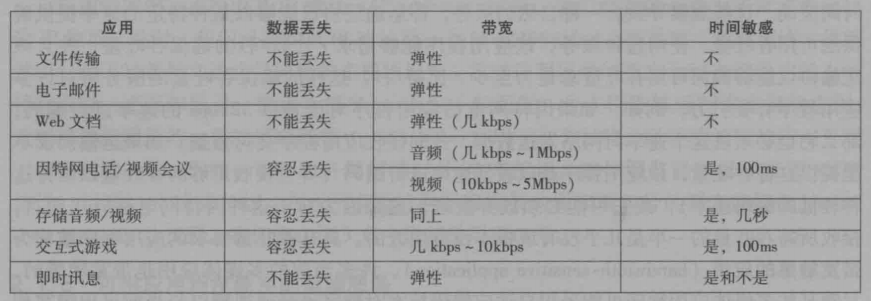 应用 数据丢失 带宽 时间敏感
文件传输 不能丢失 弹性 不
电子邮件 不能丢失 弹性 不
Web 文档 不能丢失 弹性（几 kbps） 不
因特网电话/视频会议 容忍丢失 音频（几 kbps ~ 1Mbps） 是，100ms
视频（10kbps ~ 5Mbps）
存储音频/视频 容忍丢失 同上 是，几秒
交互式游戏 容忍丢失 几 kbps ~ 10kbps 是，100ms
即时讯息 不能丢失 弹性 是和不是